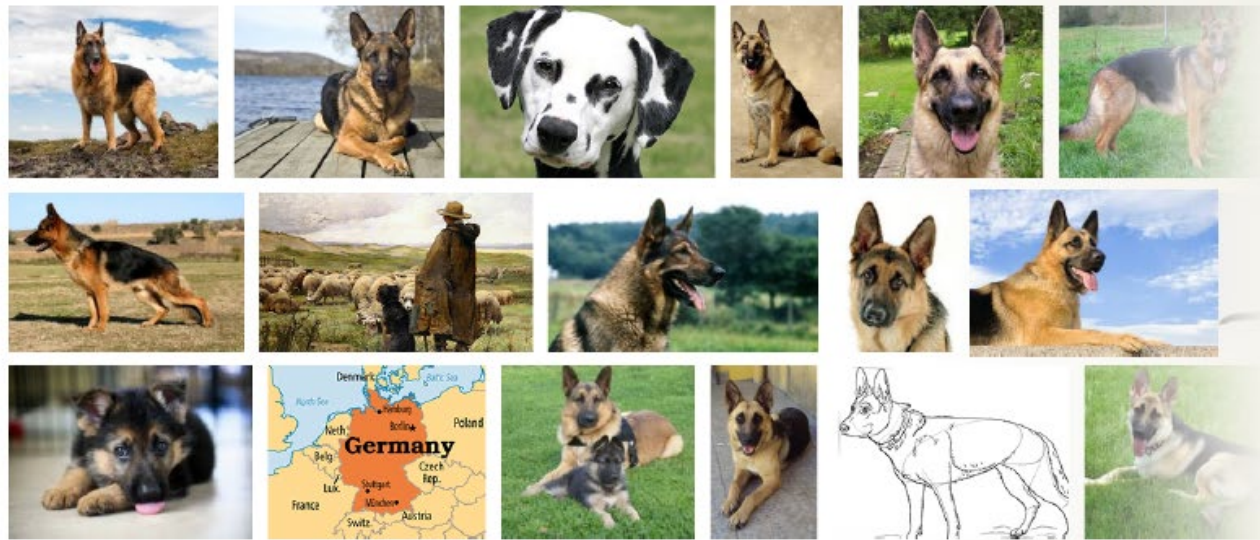 Denmark
Baltic Sea
North Sea
Hamburg
Poland
Neth.
Berlin
Germany
Belg.
Czech
Rep.
Lux.
Stuttgart
France
München
Switz.
Austria